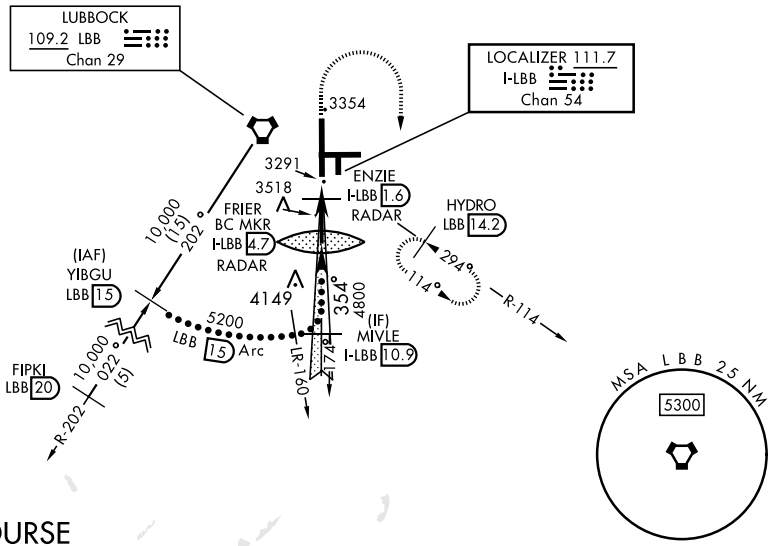 LUBBOCK
109.2 LBB
Chan 29
LOCALIZER 111.7
I-LBB
Chan 54
3354
3291
3518
ENZIE
I-LBB 1.6
RADAR
FRIER
BC MKR
I-LBB 4.7
RADAR
HYDRO
LBB 14.2
294°
114°
R-114
10,000
(15)
202°
(IAF)
YIBGU
LBB 15
4149
354°
4800
5200
LBB 15 Arc
(IF)
MIVLE
I-LBB 10.9
LR-160
174°
10,000
022°
(5)
FIPKI
LBB 20
R-202
MSA LBB 25 NM
5300
OURSE